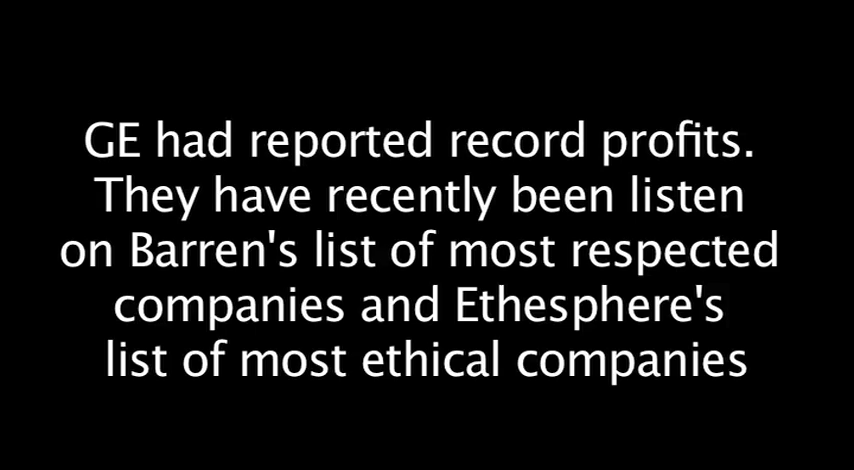 GE had reported record profits.
They have recently been listen
on Barren's list of most respected
companies and Ethesphere's
list of most ethical companies